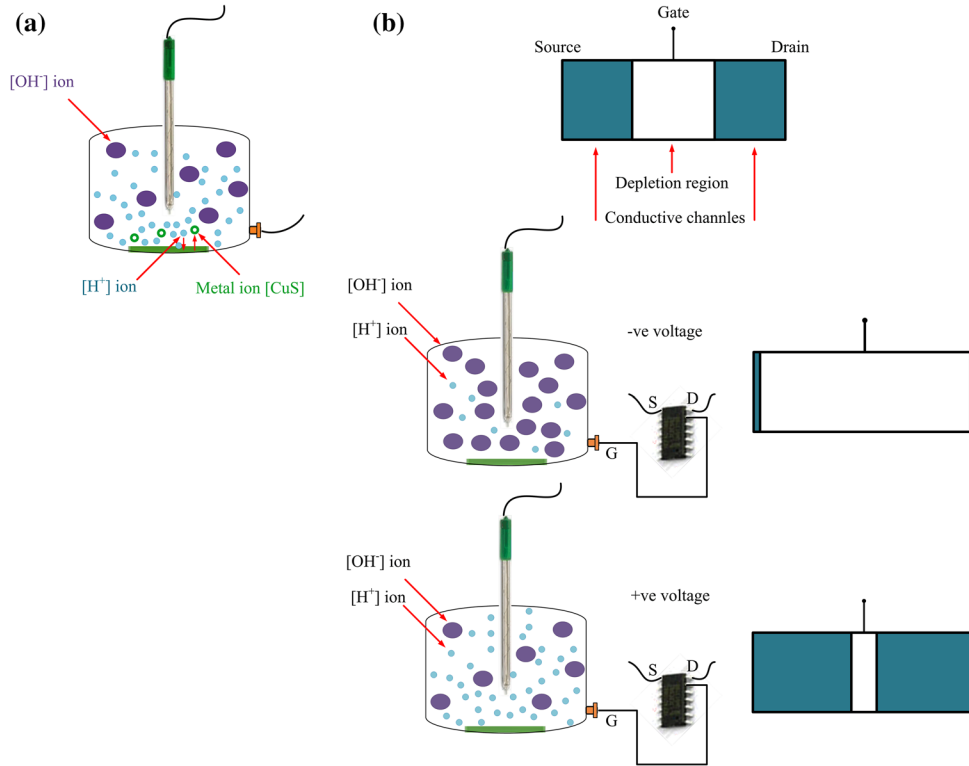 (a)
[OH⁻] ion
[H⁺] ion
Metal ion [CuS]
(b)
Gate
Source
Drain
Depletion region
Conductive channles
[OH⁻] ion
[H⁺] ion
-ve voltage
S
D
G
[OH⁻] ion
[H⁺] ion
+ve voltage
S
D
G